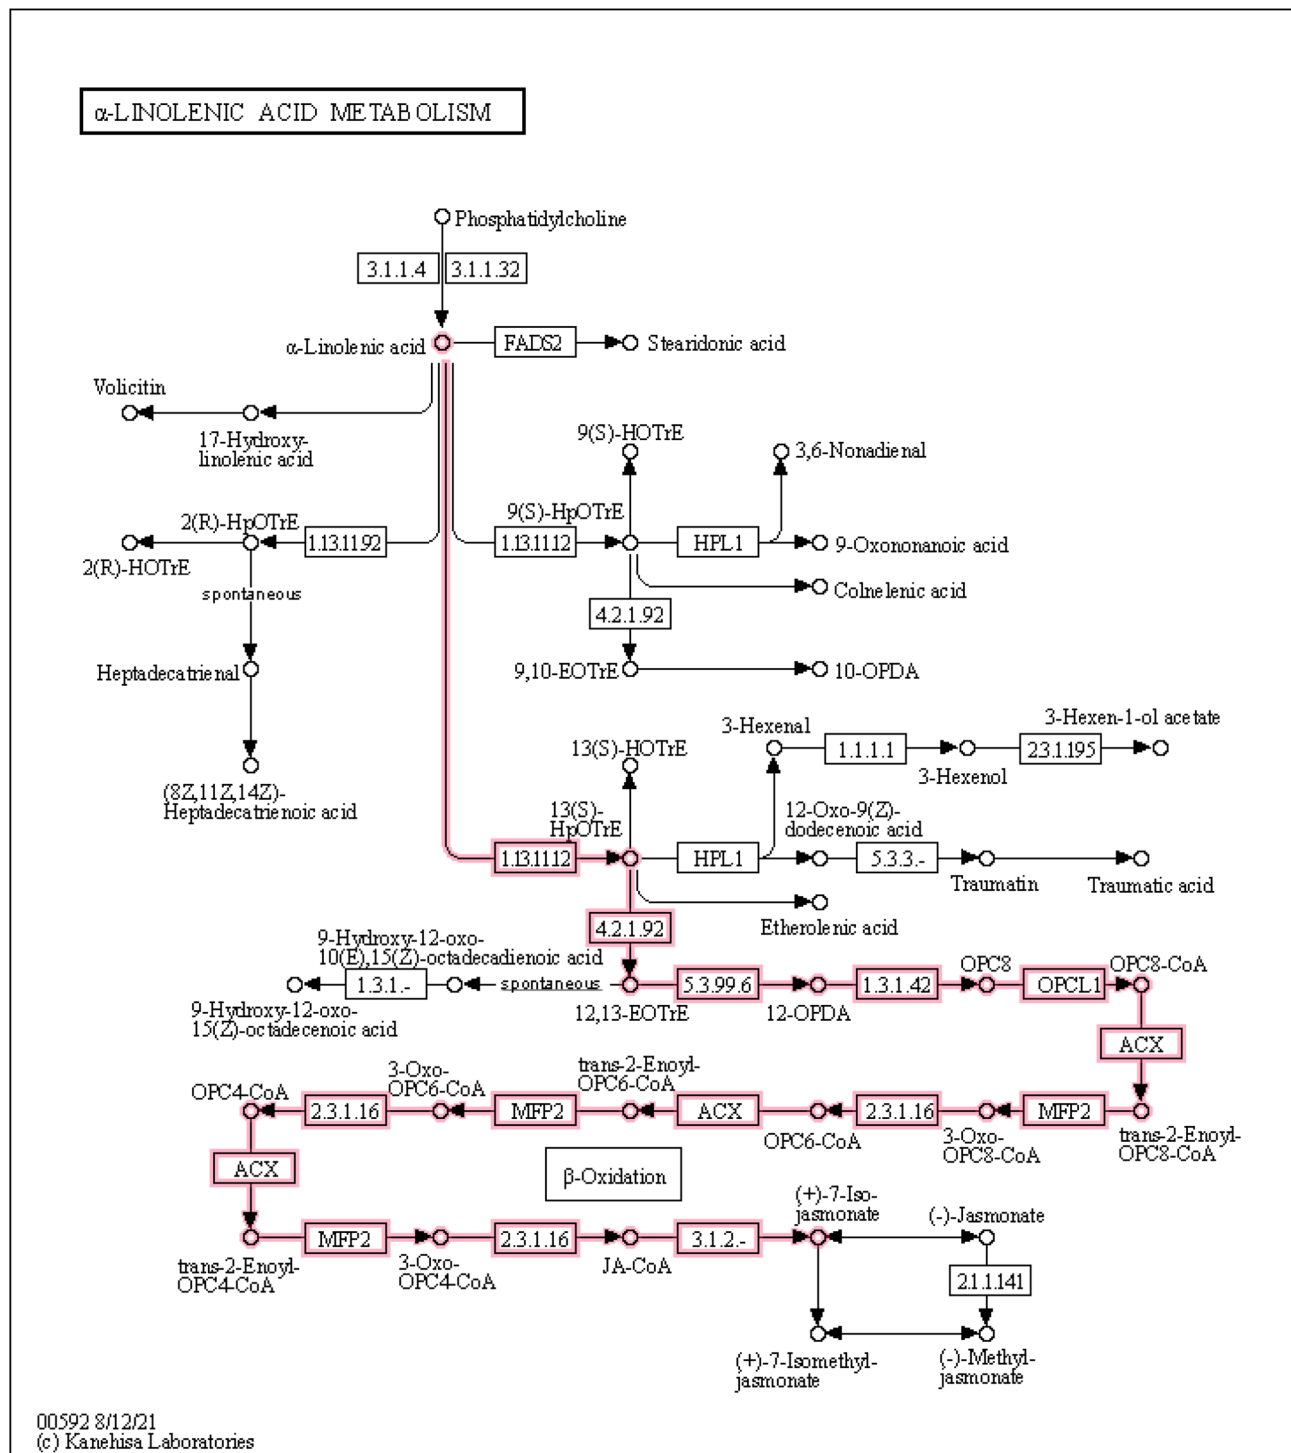 α-LINOLENIC ACID METABOLISM
Phosphatidylcholine
3.1.1.4
3.1.1.32
α-Linolenic acid
FADS2
Stearidonic acid
Volicitin
17-Hydroxy-
linolenic acid
9(S)-HOTrE
3,6-Nonadienal
2(R)-HpOTrE
1.13.11.92
9(S)-HpOTrE
1.13.11.12
HPL1
9-Oxononanoic acid
2(R)-HOTrE
spontaneous
Colnelenic acid
4.2.1.92
Heptadecatrienal
9,10-EOTrE
10-OPDA
(8Z,11Z,14Z)-
Heptadecatrienoic acid
13(S)-HOTrE
3-Hexenal
1.1.1.1
3-Hexenol
2.3.1.195
3-Hexen-1-ol acetate
13(S)-
HpOTrE
1.13.11.12
HPL1
12-Oxo-9(Z)-
dodecenoic acid
5.3.3.-
Traumatin
Traumatic acid
Etherolenic acid
4.2.1.92
9-Hydroxy-12-oxo-
10(E),15(Z)-octadecadienoic acid
1.3.1.-
spontaneous
9-Hydroxy-12-oxo-
15(Z)-octadecenoic acid
12,13-EOTrE
5.3.99.6
12-OPDA
1.3.1.42
OPC8
OPCL1
OPC8-CoA
ACX
OPC4-CoA
2.3.1.16
3-Oxo-
OPC6-CoA
MFP2
trans-2-Enoyl-
OPC6-CoA
ACX
OPC6-CoA
2.3.1.16
3-Oxo-
OPC8-CoA
MFP2
trans-2-Enoyl-
OPC8-CoA
ACX
β-Oxidation
trans-2-Enoyl-
OPC4-CoA
MFP2
3-Oxo-
OPC4-CoA
2.3.1.16
JA-CoA
3.1.2.-
(+)-7-Iso-
jasmonate
(-)-Jasmonate
2.1.1.141
(+)-7-Isomethyl-
jasmonate
(-)-Methyl-
jasmonate
00592 8/12/21
(c) Kanehisa Laboratories